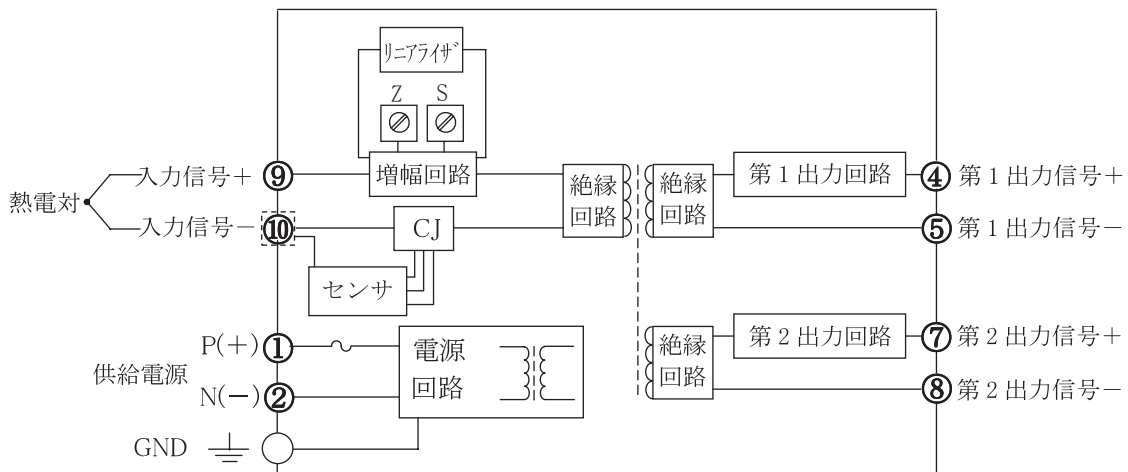 リニアライザ
Z S
熱電対
入力信号+ ⑨ 増幅回路
絶縁回路
絶縁回路
第1出力回路 ④ 第1出力信号+
入力信号− ⑩ CJ
⑤ 第1出力信号−
センサ
供給電源
P(+) ①
N(−) ②
電源回路
絶縁回路
第2出力回路 ⑦ 第2出力信号+
⑧ 第2出力信号−
GND